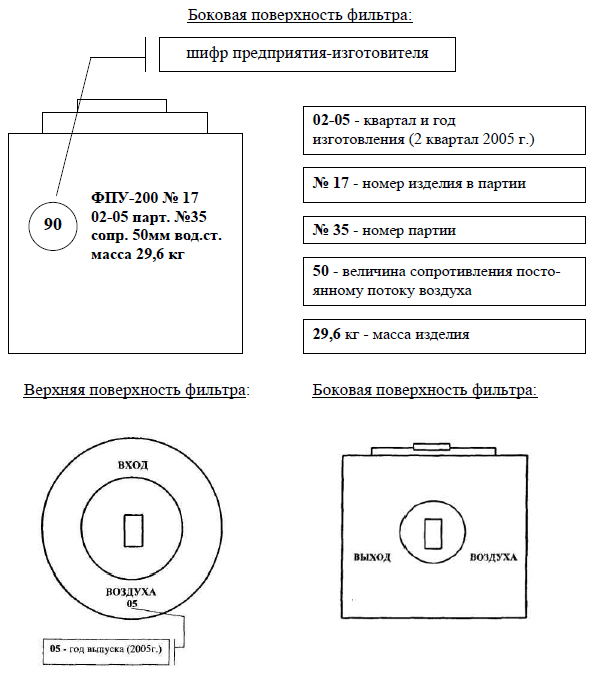 Боковая поверхность фильтра:
шифр предприятия-изготовителя
90
ФПУ-200 № 17
02-05 парт. №35
сопр. 50мм вод.ст.
масса 29,6 кг
02-05 - квартал и год
изготовления (2 квартал 2005 г.)
№ 17 - номер изделия в партии
№ 35 - номер партии
50 - величина сопротивления посто-
янному потоку воздуха
29,6 кг - масса изделия
Верхняя поверхность фильтра:
ВХОД
ВОЗДУХА
05
05 - год выпуска (2005г.)
Боковая поверхность фильтра:
ВЫХОД ВОЗДУХА